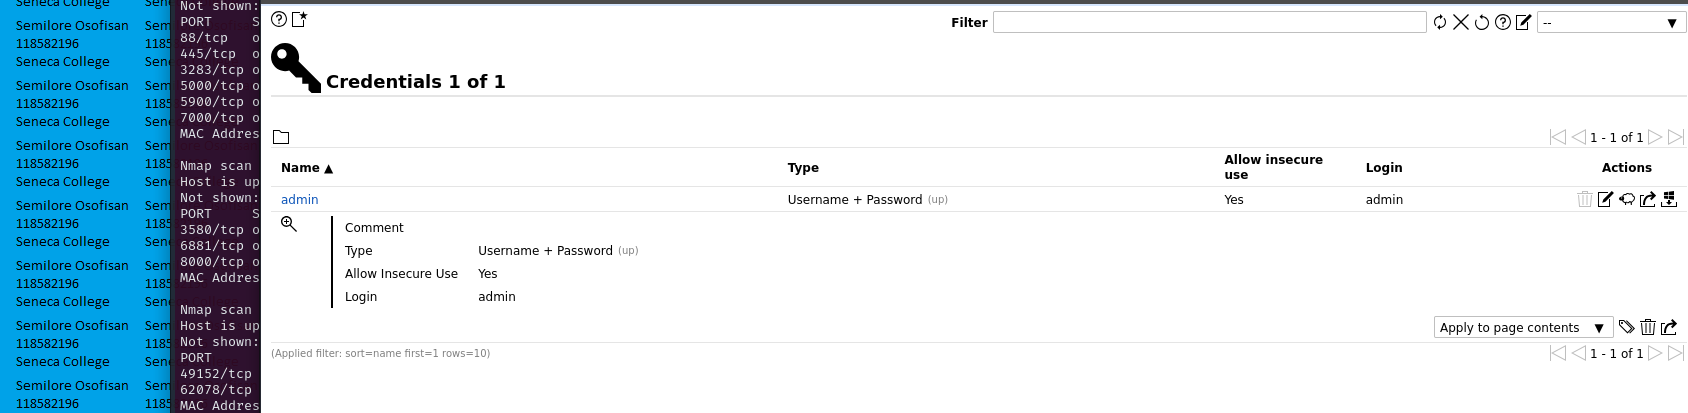 Seneca College
Semilore Osofisan Sem
118582196 1185
Seneca College Sene
Semilore Osofisan Sem
118582196 1185
Seneca College Sene
Semilore Osofisan Sem
118582196 1185
Seneca College Sene
Semilore Osofisan Sem
118582196 1185
Seneca College Sene
Semilore Osofisan Sem
118582196 1185
Seneca College Sene
Semilore Osofisan Sem
118582196 1185
Seneca College Sene
Semilore Osofisan Sem
118582196 1185
Not shown:
PORT S
88/tcp o
445/tcp o
3283/tcp o
5000/tcp o
5900/tcp o
7000/tcp o
MAC Addres
Nmap scan
Host is up
Not shown:
PORT S
3580/tcp o
6881/tcp o
8000/tcp o
MAC Addres
Nmap scan
Host is up
Not shown:
PORT
49152/tcp
62078/tcp
MAC Addres
Filter --
Credentials 1 of 1
1 - 1 of 1
Name ▲ Type Allow insecure use Login Actions
admin Username + Password (up) Yes admin
Comment
Type Username + Password (up)
Allow Insecure Use Yes
Login admin
Apply to page contents ▼
(Applied filter: sort=name first=1 rows=10) 1 - 1 of 1